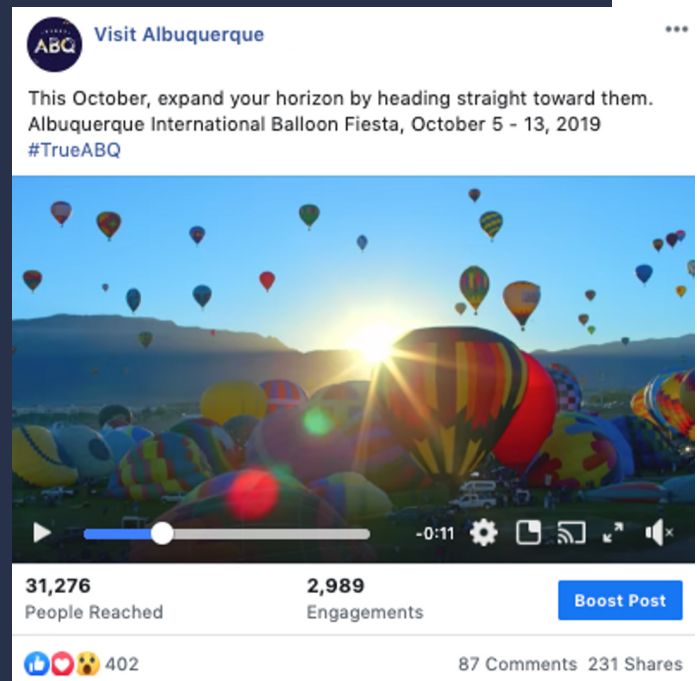 ABQ
Visit Albuquerque
This October, expand your horizon by heading straight toward them.
Albuquerque International Balloon Fiesta, October 5 - 13, 2019
#TrueABQ
-0:11
31,276
2,989
People Reached
Engagements
Boost Post
402
87 Comments 231 Shares